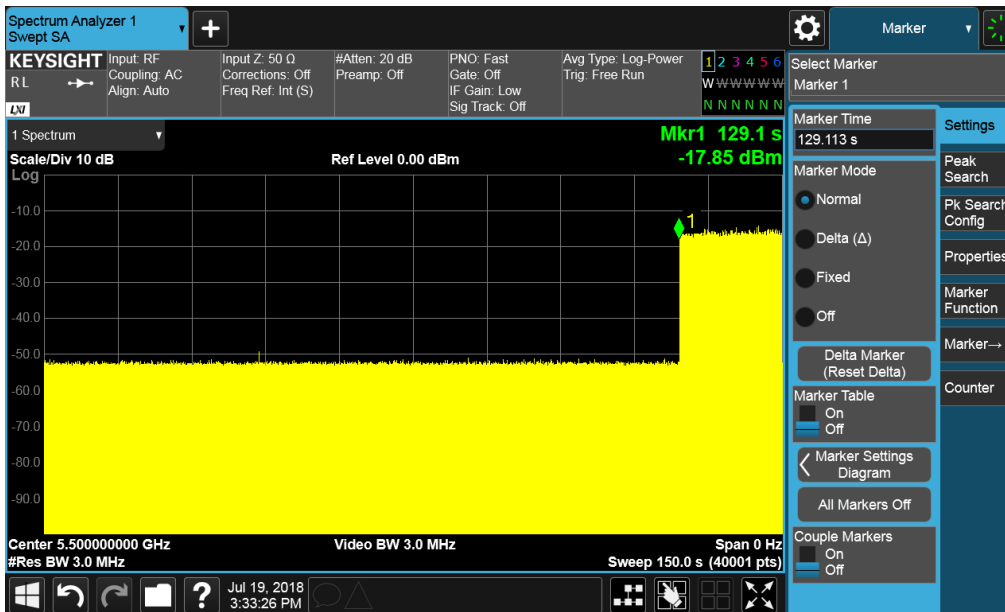 Spectrum Analyzer 1
Swept SA
+
Marker
KEYSIGHT
R L
LXI
Input: RF
Coupling: AC
Align: Auto
Input Z: 50 Ω
Corrections: Off
Freq Ref: Int (S)
#Atten: 20 dB
Preamp: Off
PNO: Fast
Gate: Off
IF Gain: Low
Sig Track: Off
Avg Type: Log-Power
Trig: Free Run
1 2 3 4 5 6
W W W W W W
N N N N N N
Select Marker
Marker 1
1 Spectrum
Mkr1 129.1 s
-17.85 dBm
Scale/Div 10 dB
Ref Level 0.00 dBm
Log
-10.0
-20.0
-30.0
-40.0
-50.0
-60.0
-70.0
-80.0
-90.0
1
Center 5.500000000 GHz
Video BW 3.0 MHz
Span 0 Hz
#Res BW 3.0 MHz
Sweep 150.0 s (40001 pts)
Marker Time
129.113 s
Marker Mode
Normal
Delta (Δ)
Fixed
Off
Delta Marker
(Reset Delta)
Marker Table
On
Off
Marker Settings
Diagram
All Markers Off
Couple Markers
On
Off
Settings
Peak
Search
Pk Search
Config
Properties
Marker
Function
Marker→
Counter
?
Jul 19, 2018
3:33:26 PM